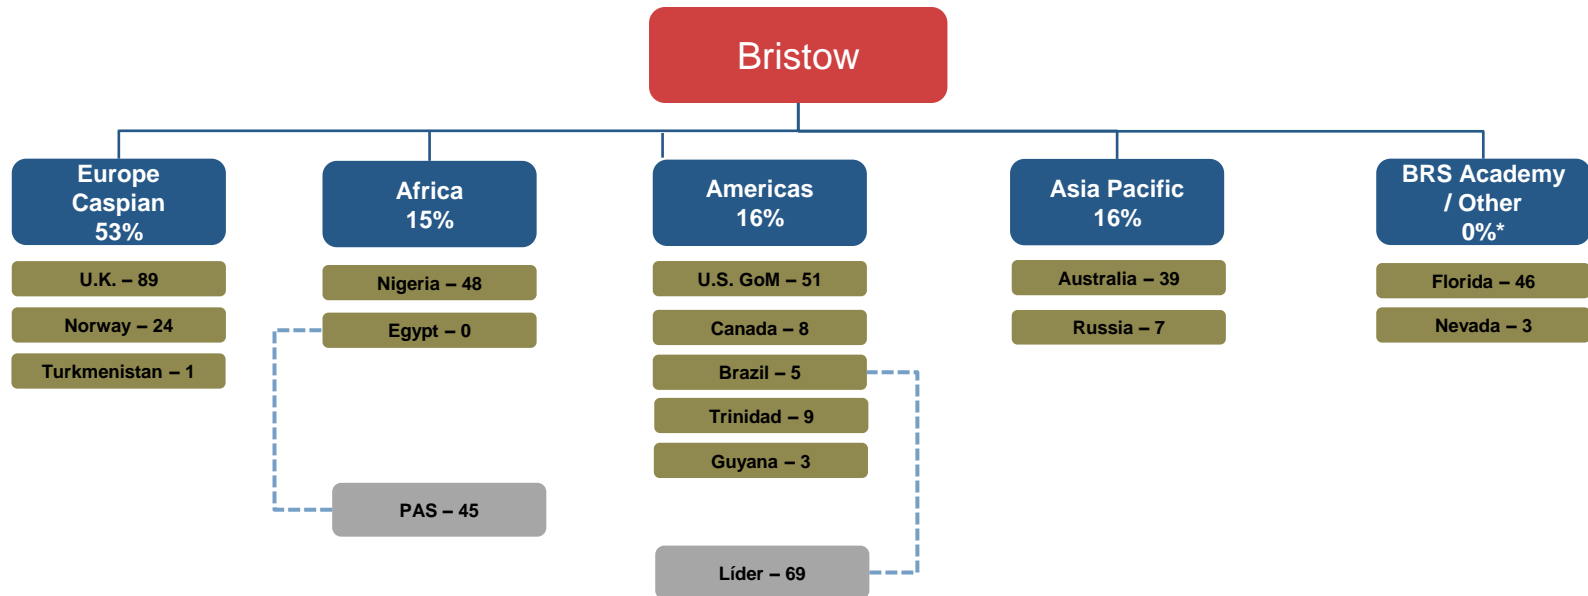 Bristow
Europe
Caspian
53%
U.K. – 89
Norway – 24
Turkmenistan – 1
Africa
15%
Nigeria – 48
Egypt – 0
PAS – 45
Americas
16%
U.S. GoM – 51
Canada – 8
Brazil – 5
Trinidad – 9
Guyana – 3
Líder – 69
Asia Pacific
16%
Australia – 39
Russia – 7
BRS Academy
/ Other
0%*
Florida – 46
Nevada – 3